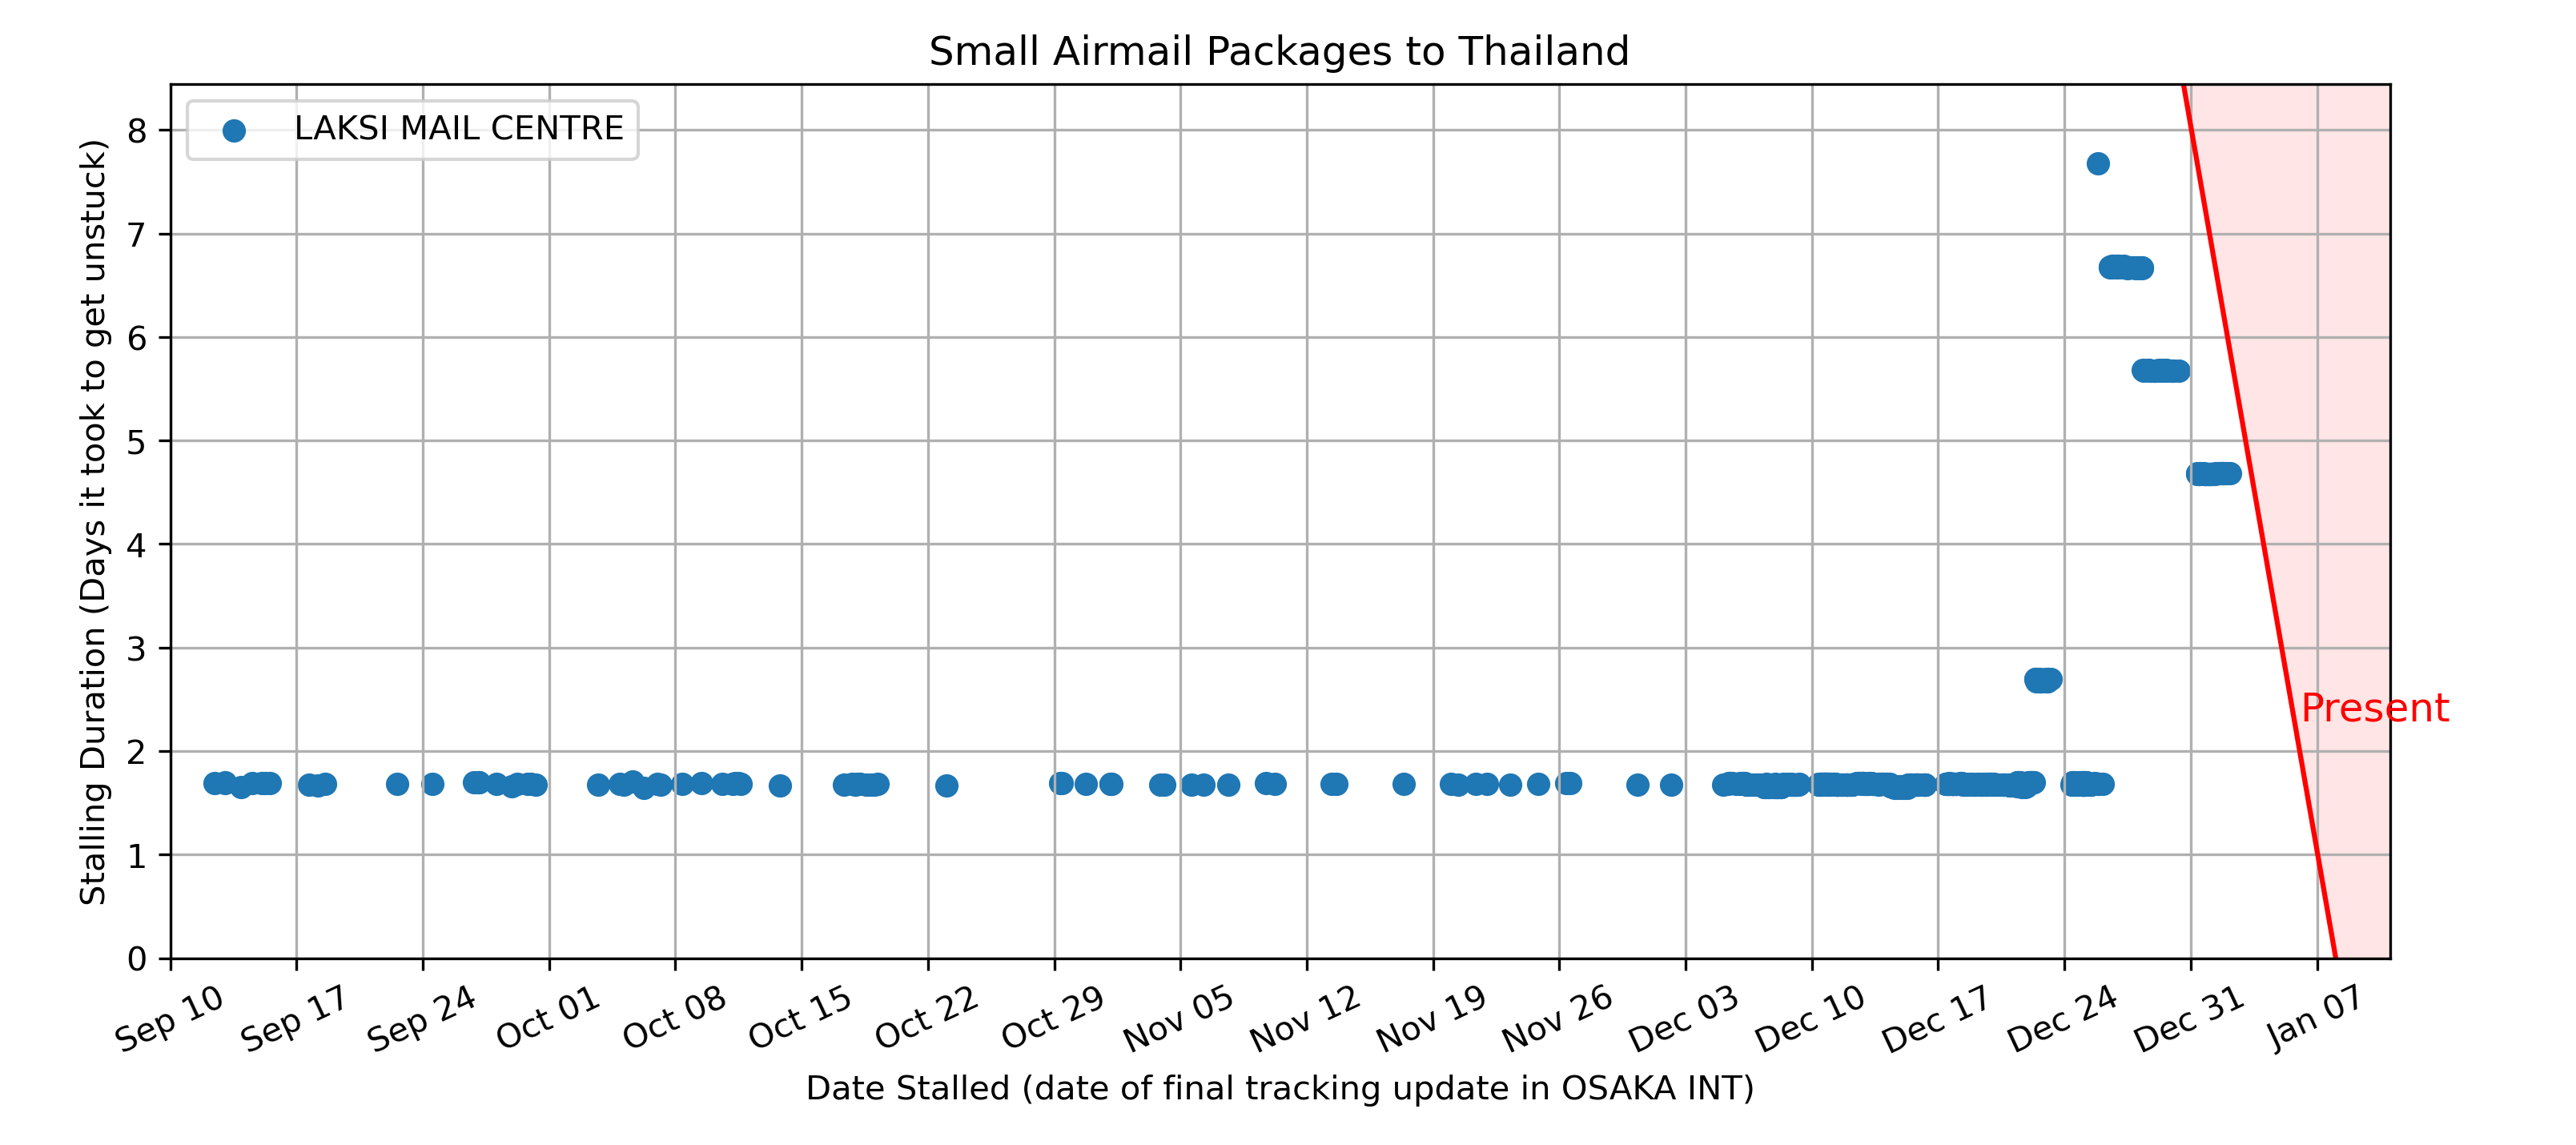 Small Airmail Packages to Thailand
LAKSI MAIL CENTRE
Stalling Duration (Days it took to get unstuck)
8
7
6
5
4
3
2
1
0
Present
Sep 10
Sep 17
Sep 24
Oct 01
Oct 08
Oct 15
Oct 22
Oct 29
Nov 05
Nov 12
Nov 19
Nov 26
Dec 03
Dec 10
Dec 17
Dec 24
Dec 31
Jan 07
Date Stalled (date of final tracking update in OSAKA INT)